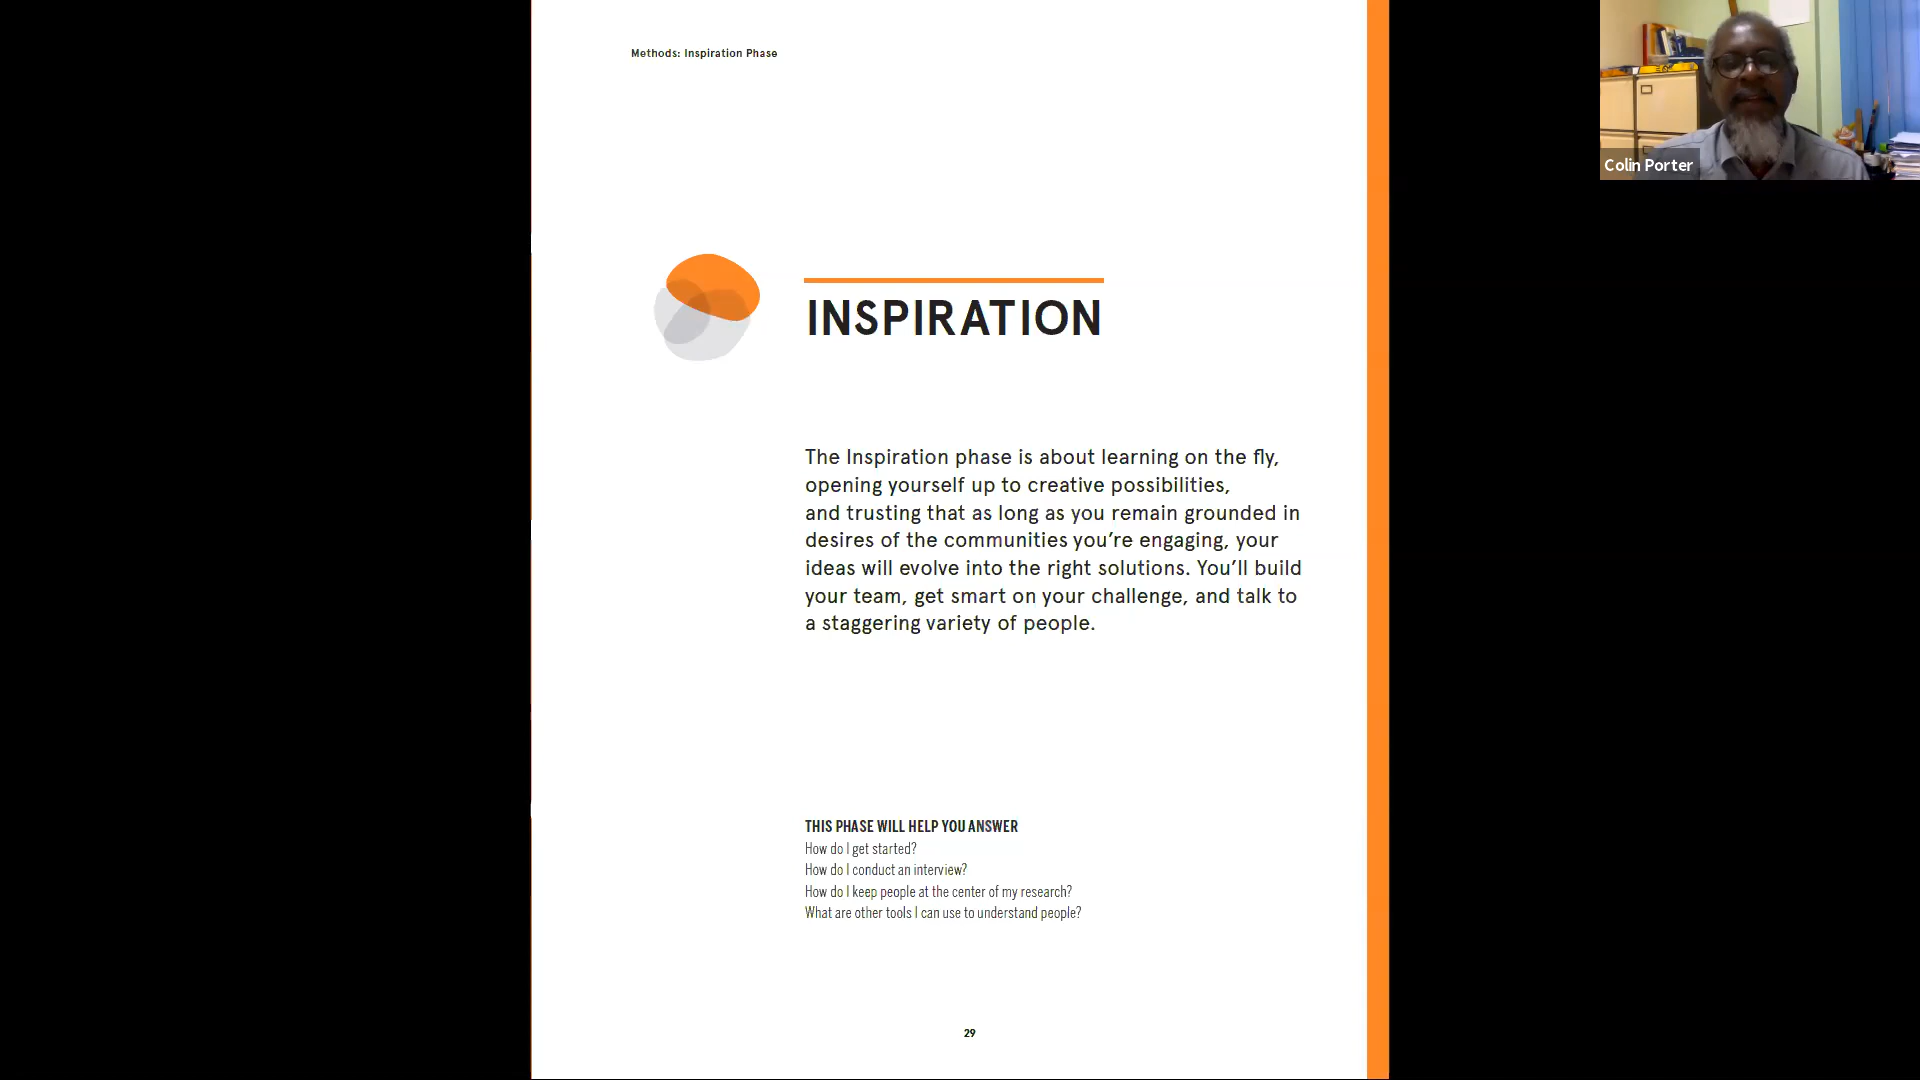 Methods: Inspiration Phase
Colin Porter
INSPIRATION
The Inspiration phase is about learning on the fly,
opening yourself up to creative possibilities,
and trusting that as long as you remain grounded in
desires of the communities you’re engaging, your
ideas will evolve into the right solutions. You’ll build
your team, get smart on your challenge, and talk to
a staggering variety of people.
THIS PHASE WILL HELP YOU ANSWER
How do I get started?
How do I conduct an interview?
How do I keep people at the center of my research?
What are other tools I can use to understand people?
29